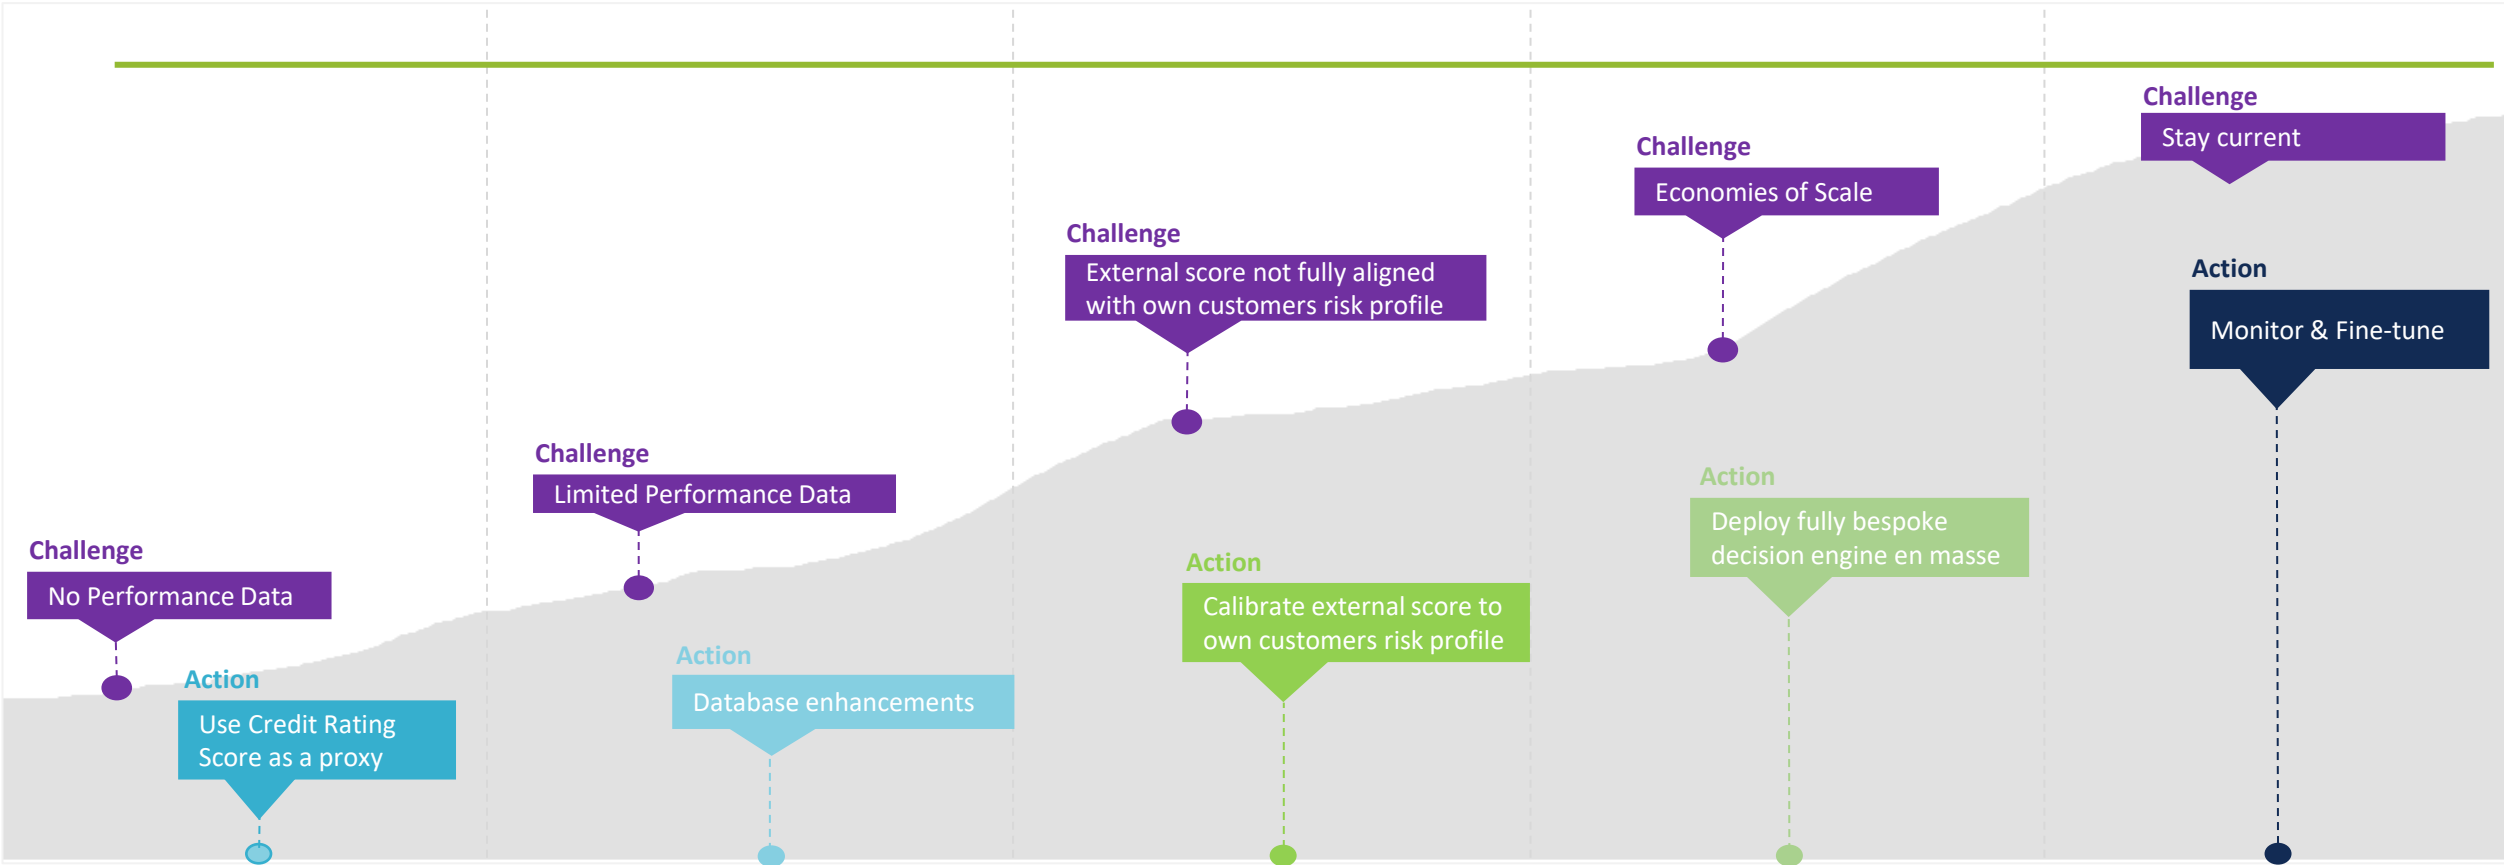 Challenge
No Performance Data
Action
Use Credit Rating
Score as a proxy
Challenge
Limited Performance Data
Action
Database enhancements
Challenge
External score not fully aligned
with own customers risk profile
Action
Calibrate external score to
own customers risk profile
Challenge
Economies of Scale
Action
Deploy fully bespoke
decision engine en masse
Challenge
Stay current
Action
Monitor & Fine-tune